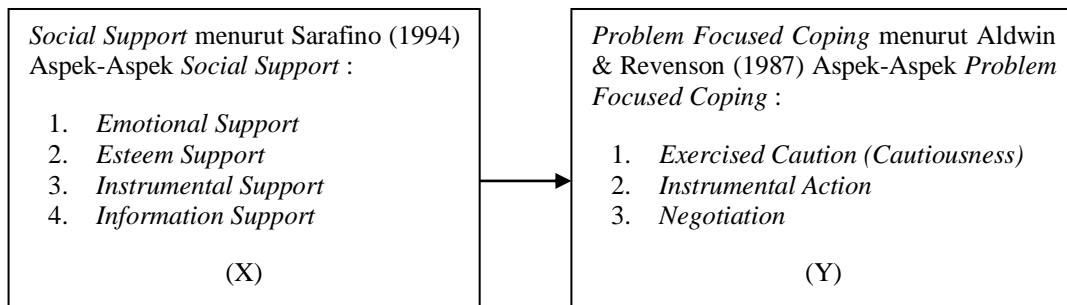 Social Support menurut Sarafino (1994)
Aspek-Aspek Social Support :
1. Emotional Support
2. Esteem Support
3. Instrumental Support
4. Information Support
(X)
Problem Focused Coping menurut Aldwin
& Revenson (1987) Aspek-Aspek Problem
Focused Coping :
1. Exercised Caution (Cautiousness)
2. Instrumental Action
3. Negotiation
(Y)